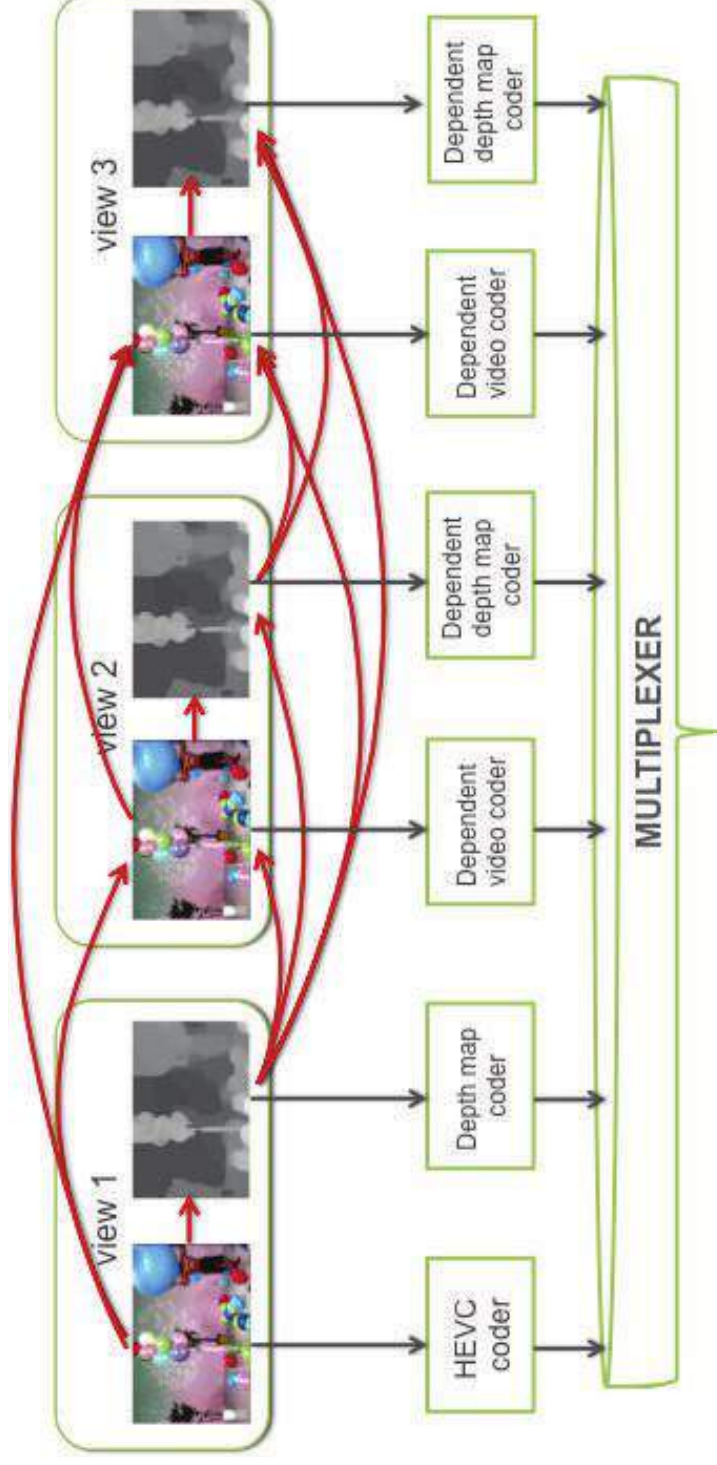 view 1
view 2
view 3
HEVC
coder
Depth map
coder
Dependent
video coder
Dependent
depth map
coder
Dependent
video coder
Dependent
depth map
coder
MULTIPLEXER